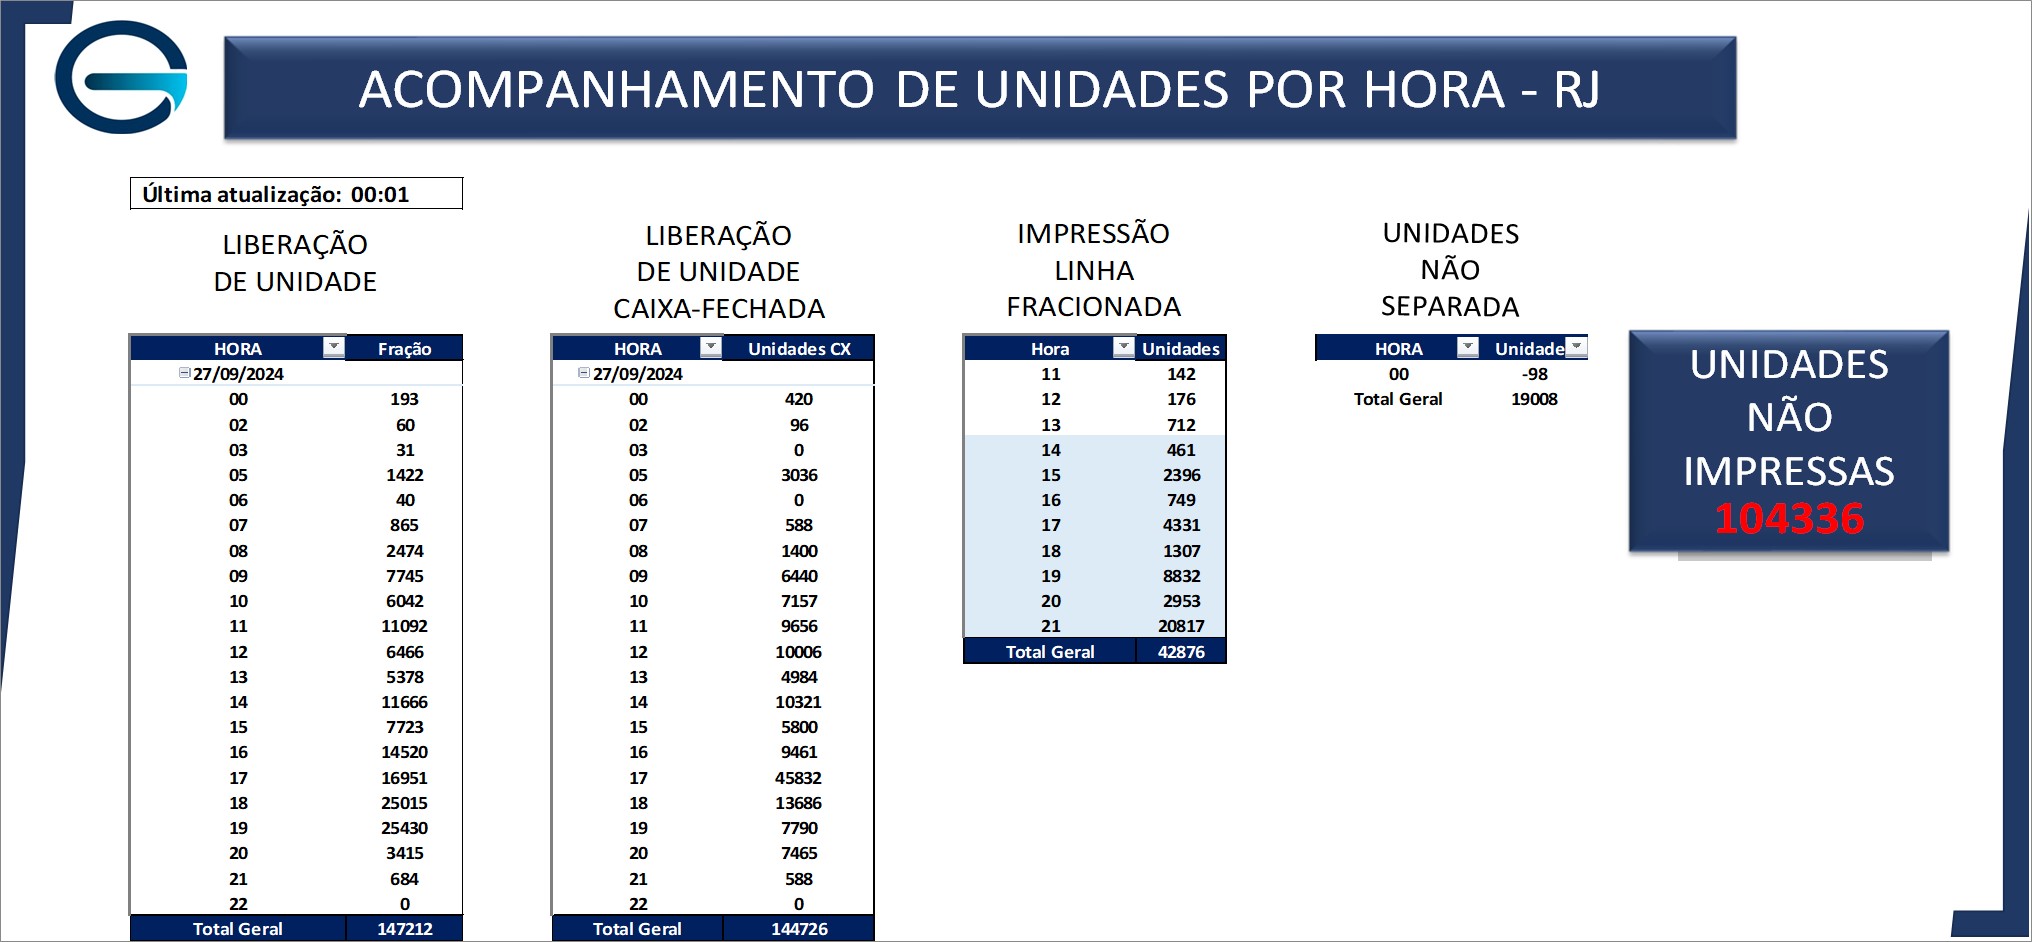 ACOMPANHAMENTO DE UNIDADES POR HORA - RJ
Última atualização: 00:01
LIBERAÇÃO
DE UNIDADE
HORA Fração
27/09/2024
00 193
02 60
03 31
05 1422
06 40
07 865
08 2474
09 7745
10 6042
11 11092
12 6466
13 5378
14 11666
15 7723
16 14520
17 16951
18 25015
19 25430
20 3415
21 684
22 0
Total Geral 147212
LIBERAÇÃO
DE UNIDADE
CAIXA-FECHADA
HORA Unidades CX
27/09/2024
00 420
02 96
03 0
05 3036
06 0
07 588
08 1400
09 6440
10 7157
11 9656
12 10006
13 4984
14 10321
15 5800
16 9461
17 45832
18 13686
19 7790
20 7465
21 588
22 0
Total Geral 144726
IMPRESSÃO
LINHA
FRACIONADA
Hora Unidades
11 142
12 176
13 712
14 461
15 2396
16 749
17 4331
18 1307
19 8832
20 2953
21 20817
Total Geral 42876
UNIDADES
NÃO
SEPARADA
HORA Unidade
00 -98
Total Geral 19008
UNIDADES
NÃO
IMPRESSAS
104336